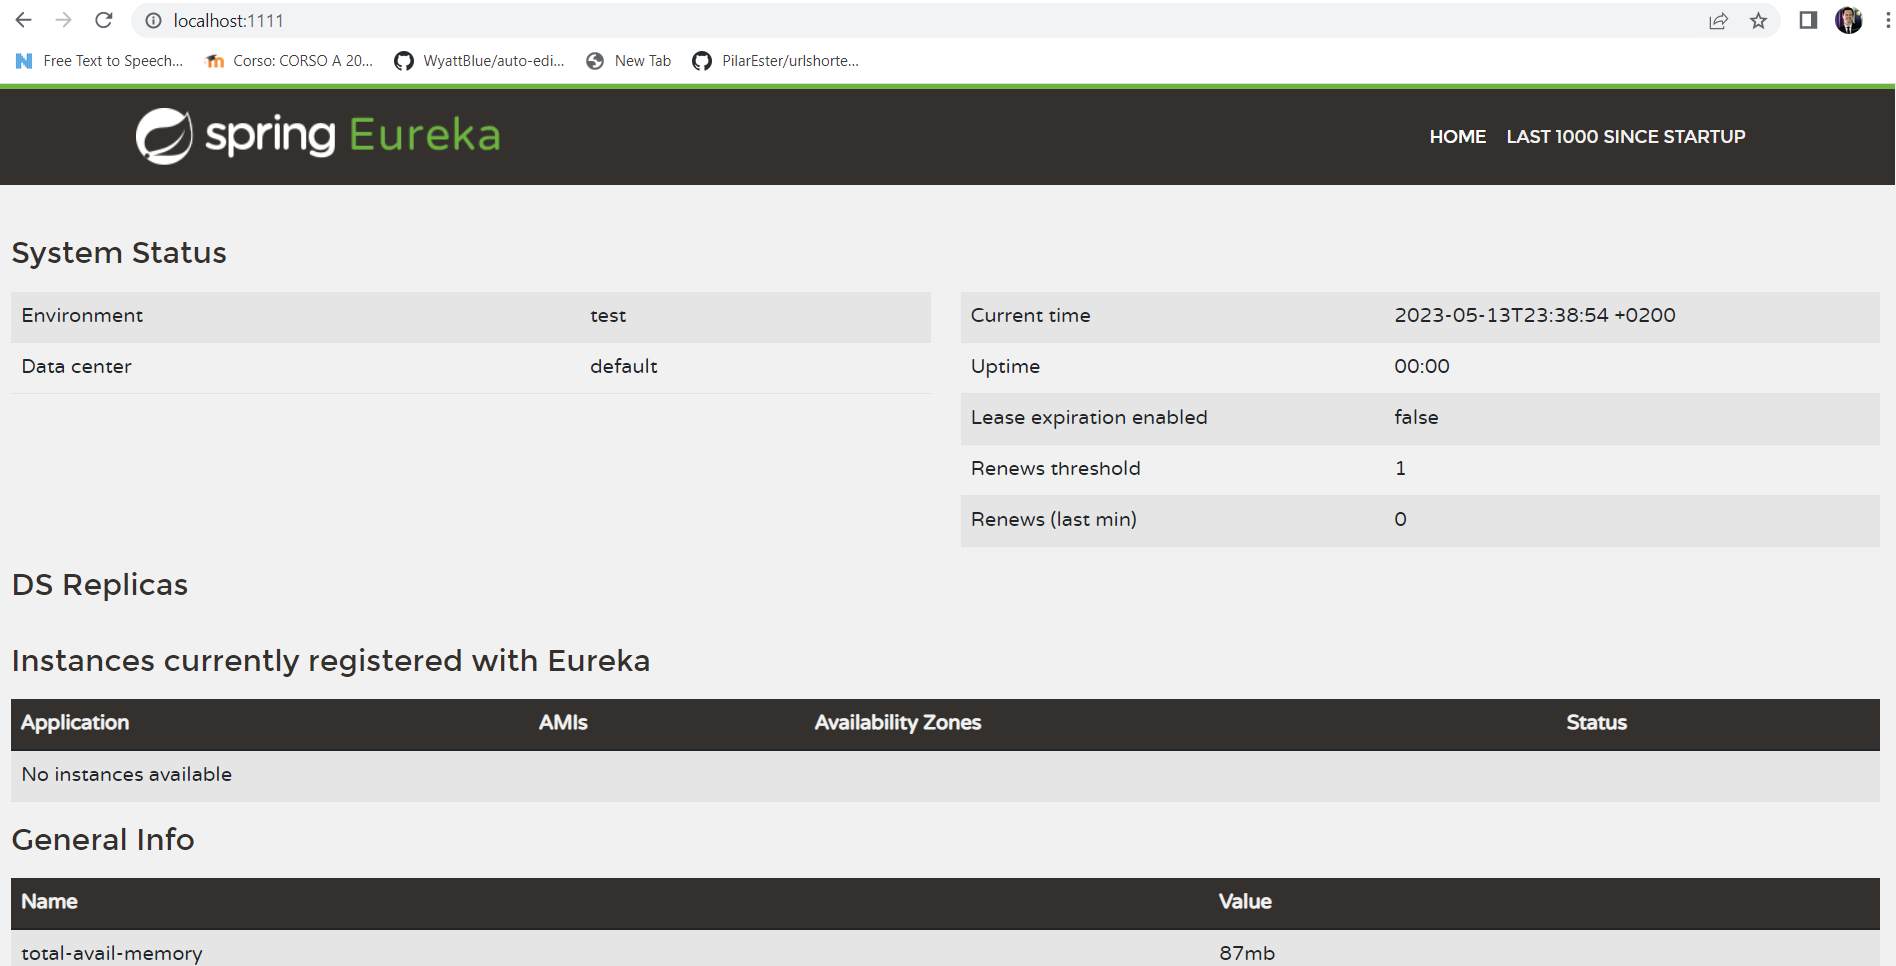 localhost:1111
Free Text to Speech... Corso: CORSO A 20... WyattBlue/auto-edi... New Tab PilarEster/urlshorte...
spring Eureka HOME LAST 1000 SINCE STARTUP
System Status
Environment test Current time 2023-05-13T23:38:54 +0200
Data center default Uptime 00:00
Lease expiration enabled false
Renews threshold 1
Renews (last min) 0
DS Replicas
Instances currently registered with Eureka
Application AMIs Availability Zones Status
No instances available
General Info
Name Value
total-avail-memory 87mb